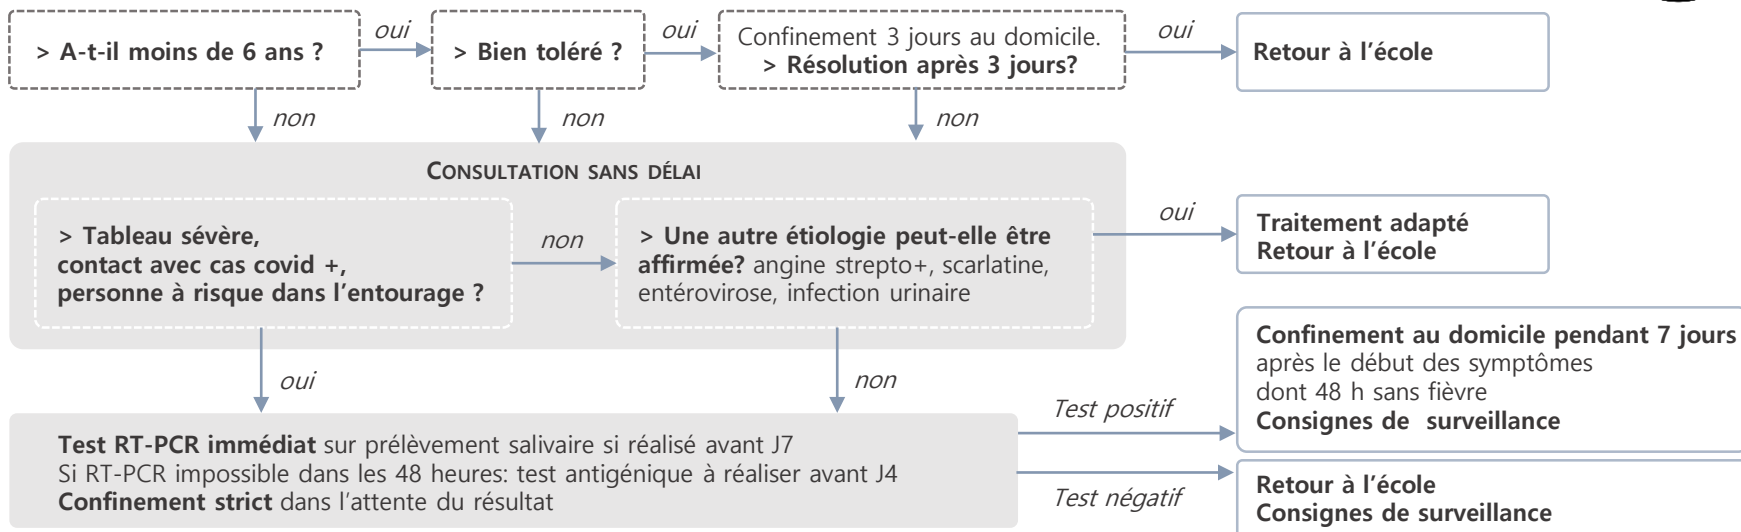 > A-t-il moins de 6 ans ?
oui
> Bien toléré ?
oui
Confinement 3 jours au domicile.
> Résolution après 3 jours?
oui
Retour à l’école
non
non
non
CONSULTATION SANS DÉLAI
> Tableau sévère,
contact avec cas covid +,
personne à risque dans l’entourage ?
non
> Une autre étiologie peut-elle être
affirmée? angine strepto+, scarlatine,
entérovirose, infection urinaire
oui
Traitement adapté
Retour à l’école
oui
non
Test RT-PCR immédiat sur prélèvement salivaire si réalisé avant J7
Si RT-PCR impossible dans les 48 heures: test antigénique à réaliser avant J4
Confinement strict dans l’attente du résultat
Test positif
Confinement au domicile pendant 7 jours
après le début des symptômes
dont 48 h sans fièvre
Consignes de surveillance
Test négatif
Retour à l’école
Consignes de surveillance